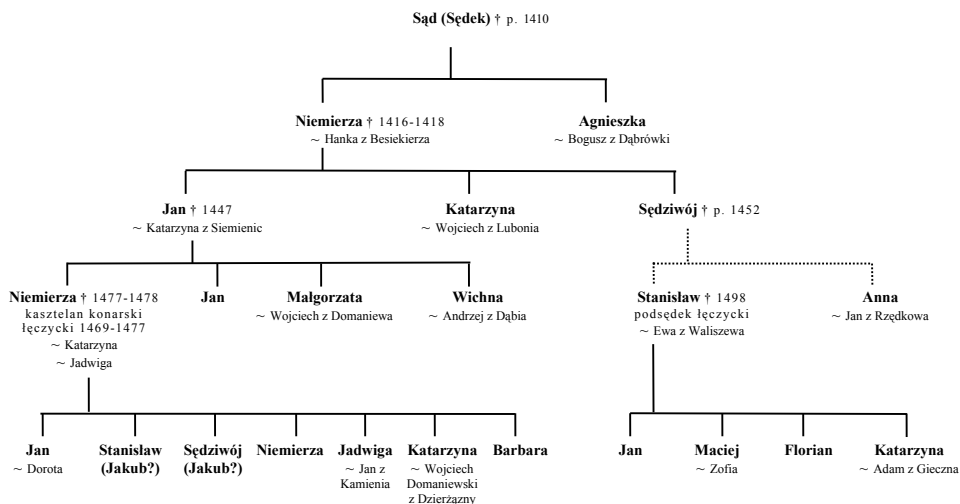 Sąd (Sędek) † p. 1410
Niemierza † 1416-1418
~ Hanka z Besiekierza
Agnieszka
~ Bogusz z Dąbrówki
Jan † 1447
~ Katarzyna z Siemienic
Katarzyna
~ Wojciech z Lubonia
Sędziwój † p. 1452
Niemierza † 1477-1478
kasztelan konarski
łęczycki 1469-1477
~ Katarzyna
~ Jadwiga
Jan
Małgorzata
~ Wojciech z Domaniewa
Wichna
~ Andrzej z Dąbia
Stanisław † 1498
podsędek łęczycki
~ Ewa z Waliszewa
Anna
~ Jan z Rzędkowa
Jan
~ Dorota
Stanisław
(Jakub?)
Sędziwój
(Jakub?)
Niemierza
Jadwiga
~ Jan z
Kamienia
Katarzyna
~ Wojciech
Domaniewski
z Dzierżązny
Barbara
Jan
Maciej
~ Zofia
Florian
Katarzyna
~ Adam z Gieczna